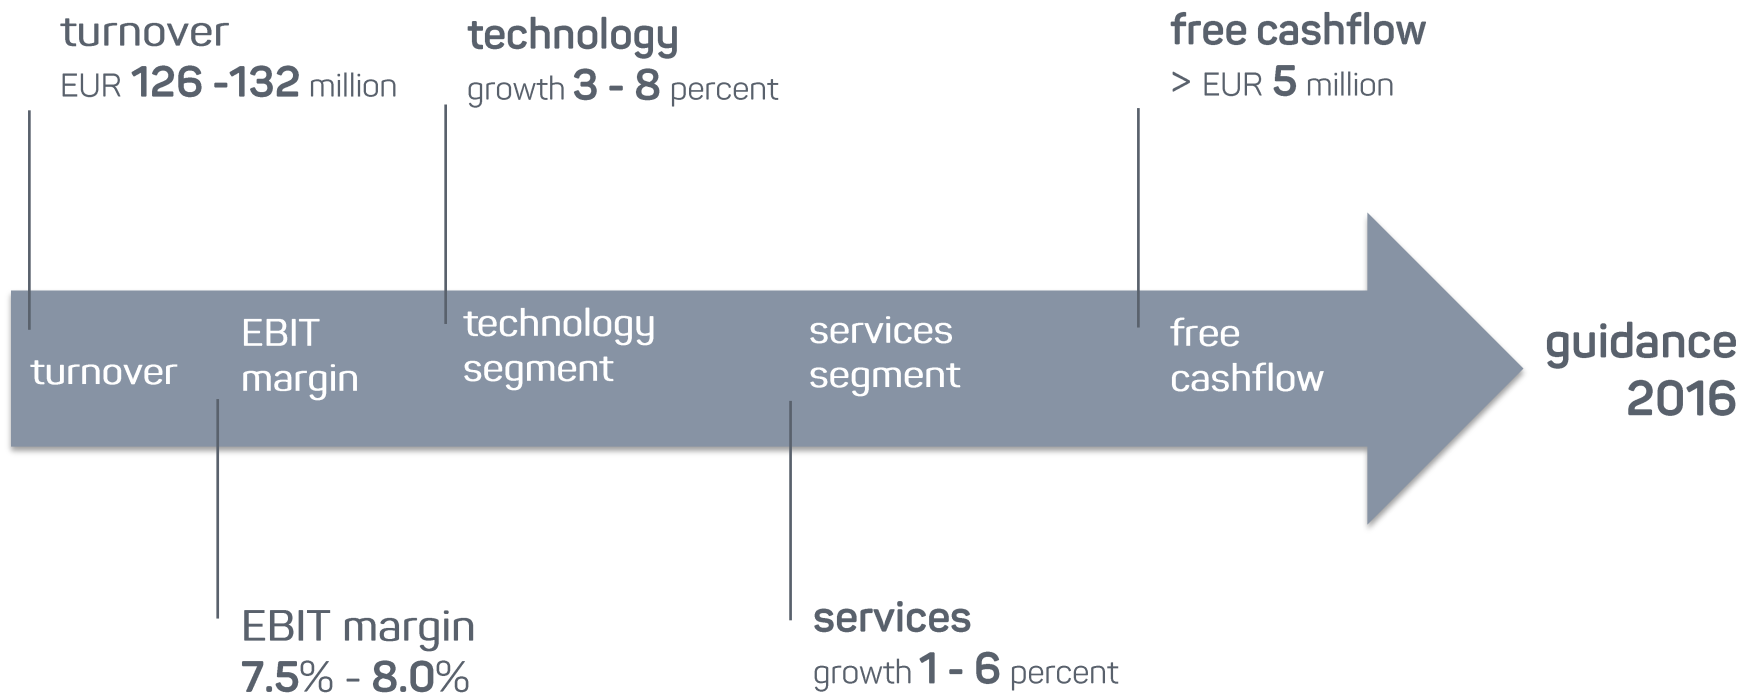 turnover
EUR 126 -132 million
technology
growth 3 - 8 percent
free cashflow
> EUR 5 million
turnover
EBIT
margin
technology
segment
services
segment
free
cashflow
guidance
2016
EBIT margin
7.5% - 8.0%
services
growth 1 - 6 percent